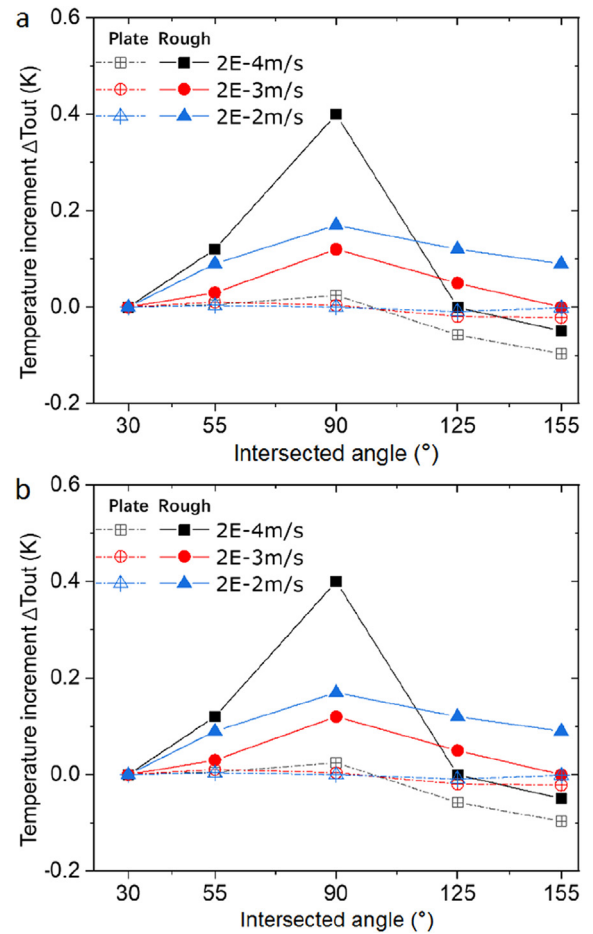 a
0.6
Plate Rough
2E-4m/s
2E-3m/s
2E-2m/s
0.4
0.2
0.0
-0.2
Temperature increment ΔTout (K)
30 55 90 125 155
Intersected angle (°)
b
0.6
Plate Rough
2E-4m/s
2E-3m/s
2E-2m/s
0.4
0.2
0.0
-0.2
Temperature increment ΔTout (K)
30 55 90 125 155
Intersected angle (°)